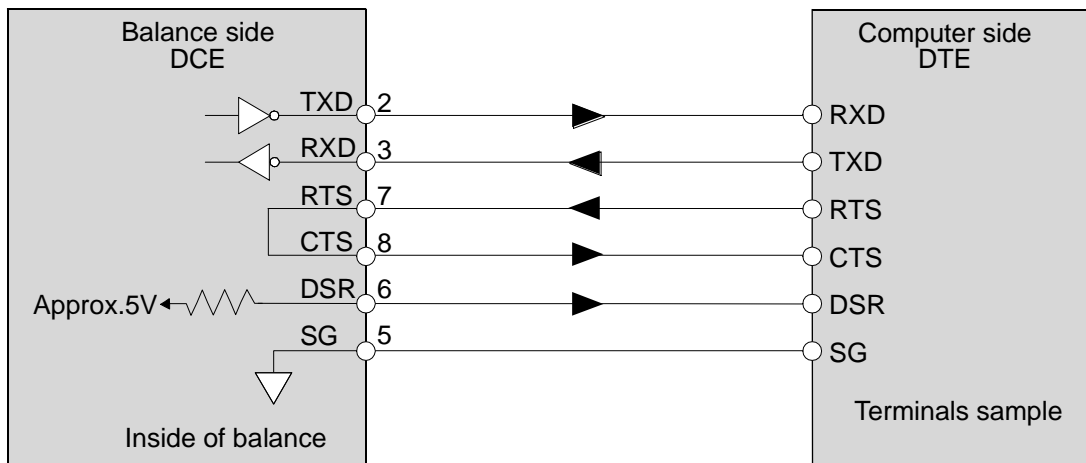 Balance side
DCE
Computer side
DTE
TXD 2 RXD
RXD 3 TXD
RTS 7 RTS
CTS 8 CTS
Approx.5V DSR 6 DSR
SG 5 SG
Inside of balance
Terminals sample